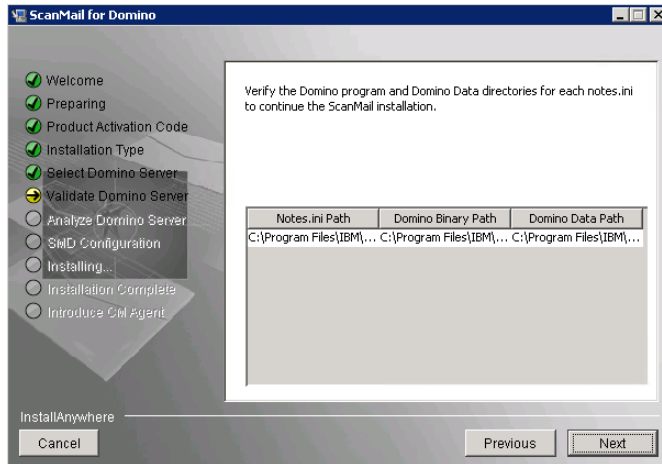 ScanMail for Domino
Welcome
Preparing
Product Activation Code
Installation Type
Select Domino Server
Validate Domino Server
Analyze Domino Server
SMD Configuration
Installing...
Installation Complete
Introduce CM Agent
Verify the Domino program and Domino Data directories for each notes.ini
to continue the ScanMail installation.
Notes.ini Path Domino Binary Path Domino Data Path
C:\Program Files\IBM\... C:\Program Files\IBM\... C:\Program Files\IBM\...
InstallAnywhere
Cancel Previous Next